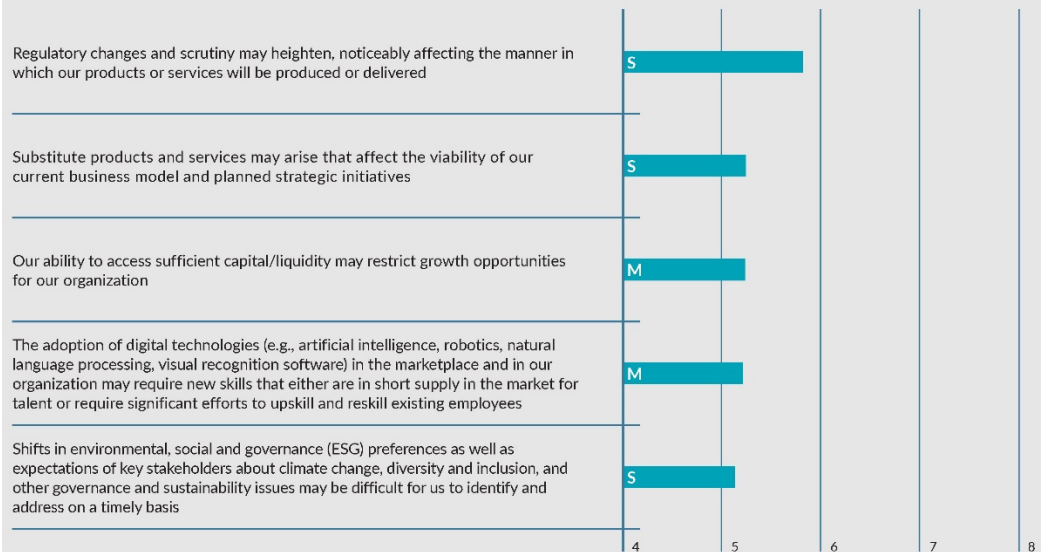 Regulatory changes and scrutiny may heighten, noticeably affecting the manner in
which our products or services will be produced or delivered
S
Substitute products and services may arise that affect the viability of our
current business model and planned strategic initiatives
S
Our ability to access sufficient capital/liquidity may restrict growth opportunities
for our organization
M
The adoption of digital technologies (e.g., artificial intelligence, robotics, natural
language processing, visual recognition software) in the marketplace and in our
organization may require new skills that either are in short supply in the market for
talent or require significant efforts to upskill and reskill existing employees
M
Shifts in environmental, social and governance (ESG) preferences as well as
expectations of key stakeholders about climate change, diversity and inclusion, and
other governance and sustainability issues may be difficult for us to identify and
address on a timely basis
S
4 5 6 7 8